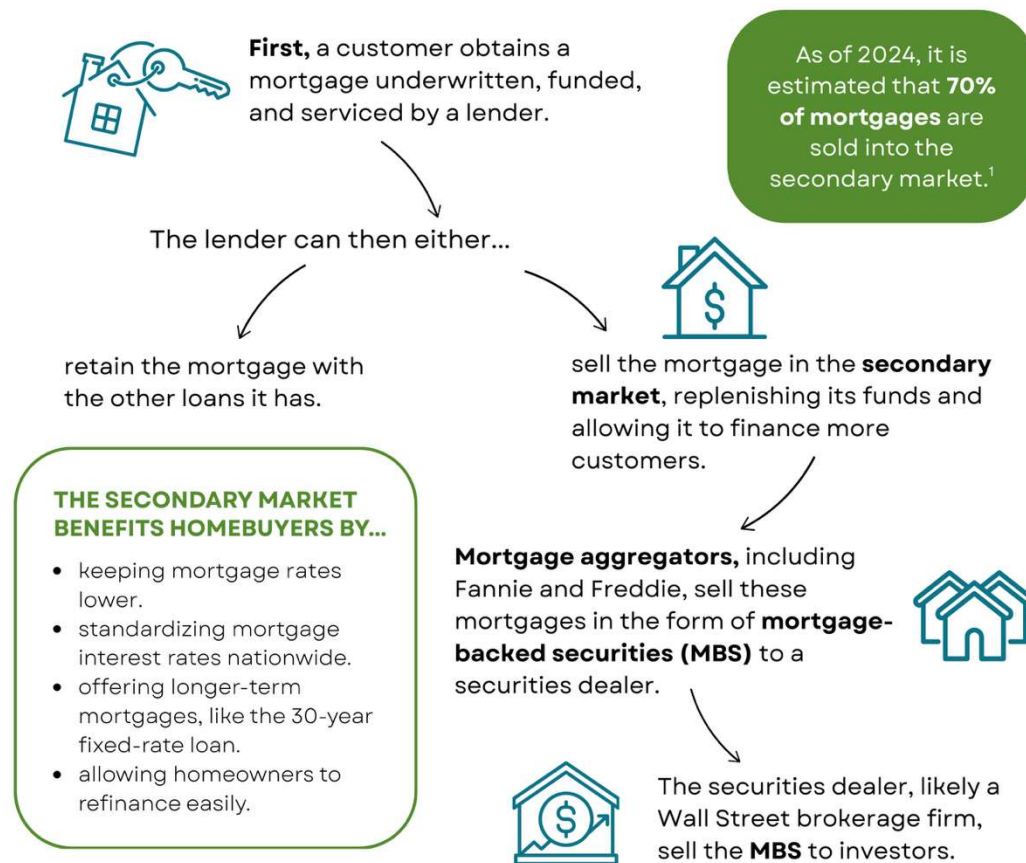 First, a customer obtains a
mortgage underwritten, funded,
and serviced by a lender.
As of 2024, it is
estimated that 70%
of mortgages are
sold into the
secondary market.¹
The lender can then either...
retain the mortgage with
the other loans it has.
$
sell the mortgage in the secondary
market, replenishing its funds and
allowing it to finance more
customers.
THE SECONDARY MARKET
BENEFITS HOMEBUYERS BY...
• keeping mortgage rates
lower.
• standardizing mortgage
interest rates nationwide.
• offering longer-term
mortgages, like the 30-year
fixed-rate loan.
• allowing homeowners to
refinance easily.
Mortgage aggregators, including
Fannie and Freddie, sell these
mortgages in the form of mortgage-
backed securities (MBS) to a
securities dealer.
$
The securities dealer, likely a
Wall Street brokerage firm,
sell the MBS to investors.